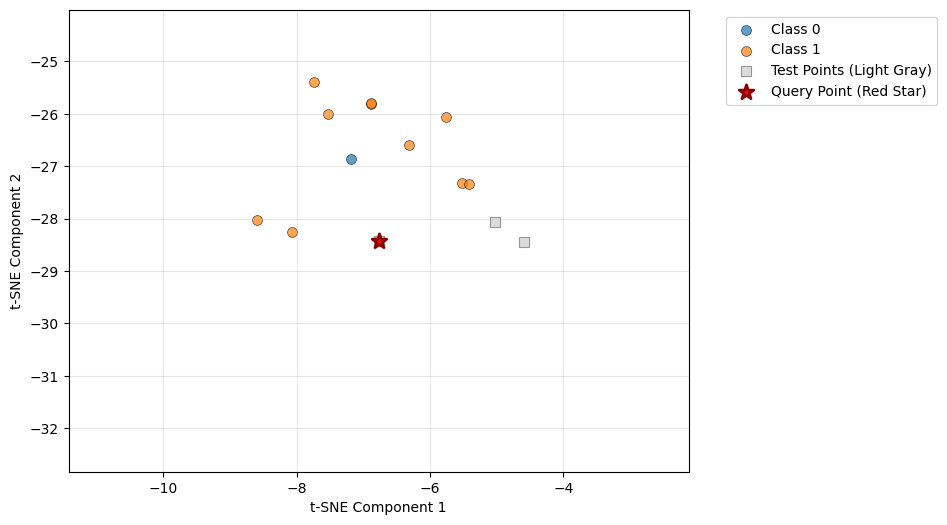 Class 0
Class 1
Test Points (Light Gray)
Query Point (Red Star)
t-SNE Component 2
−25
−26
−27
−28
−29
−30
−31
−32
−10
−8
−6
−4
t-SNE Component 1